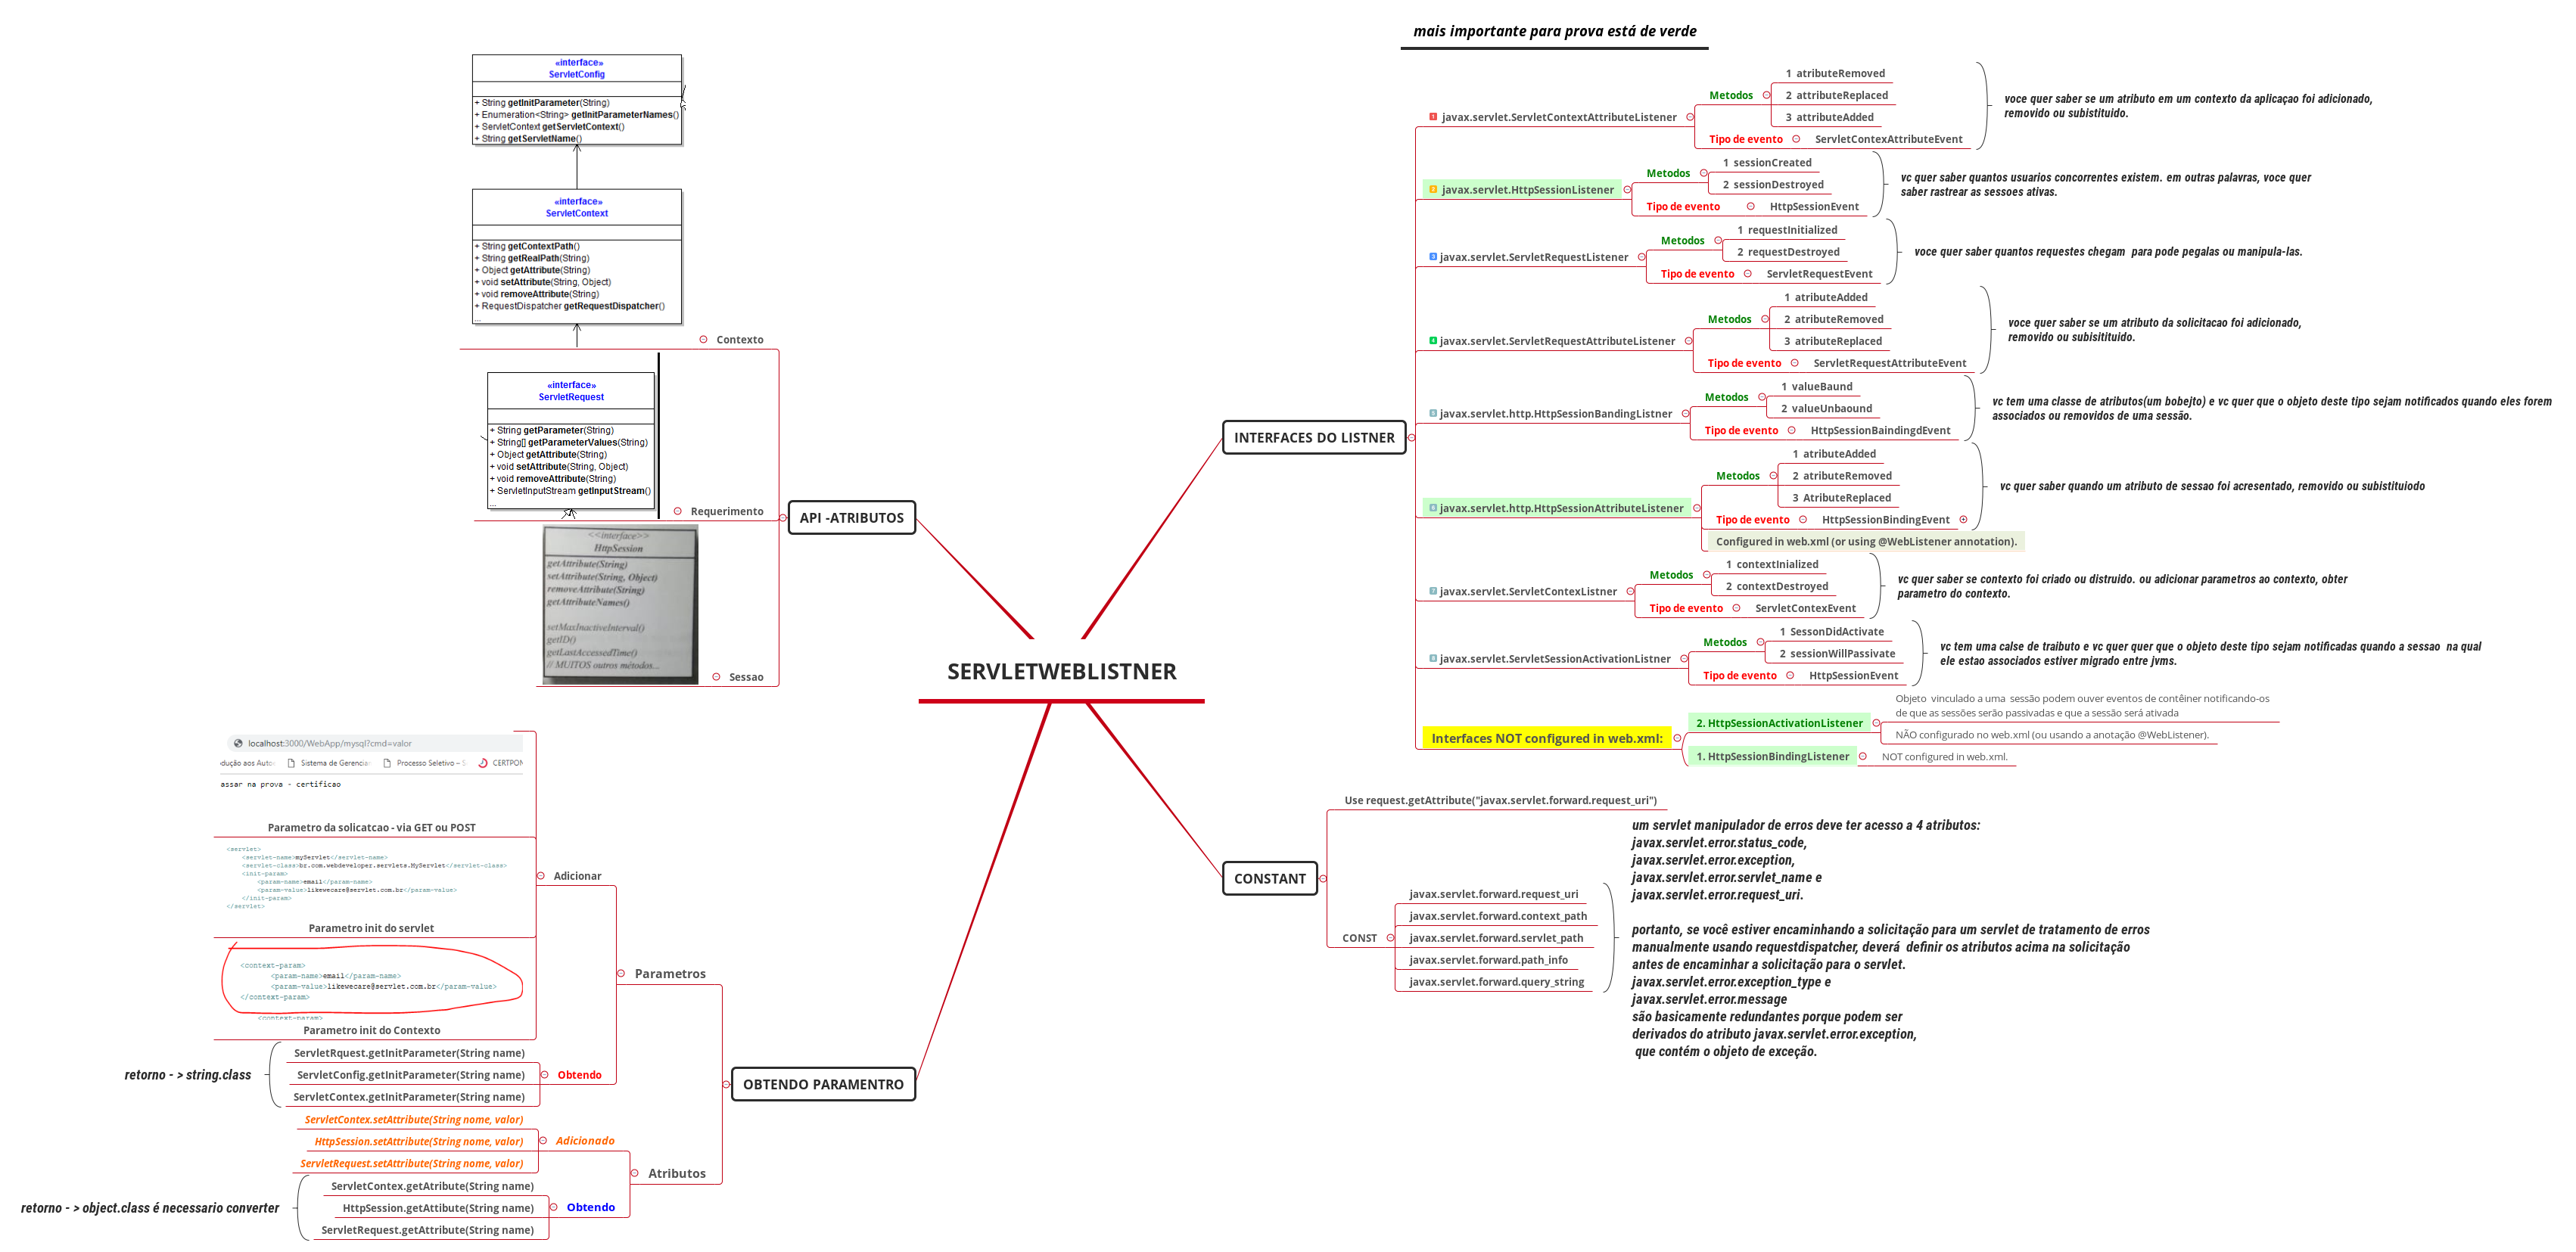 mais importante para prova está de verde
SERVLETWEBLISTNER
INTERFACES DO LISTNER
javax.servlet.ServletContextAttributeListener
Metodos
1 atributeRemoved
2 attributeReplaced
3 attributeAdded
Tipo de evento
ServletContexAttributeEvent
voce quer saber se um atributo em um contexto da aplicaçao foi adicionado,
removido ou subistituido.
javax.servlet.HttpSessionListener
Metodos
1 sessionCreated
2 sessionDestroyed
Tipo de evento
HttpSessionEvent
vc quer saber quantos usuarios concorrentes existem. em outras palavras, voce quer
saber rastrear as sessoes ativas.
javax.servlet.ServletRequestListener
Metodos
1 requestInitialized
2 requestDestroyed
Tipo de evento
ServletRequestEvent
voce quer saber quantos requestes chegam para pode pegalas ou manipula-las.
javax.servlet.ServletRequestAttributeListener
Metodos
1 atributeAdded
2 atributeRemoved
3 atributeReplaced
Tipo de evento
ServletRequestAttributeEvent
voce quer saber se um atributo da solicitacao foi adicionado,
removido ou subisitituido.
javax.servlet.http.HttpSessionBandingListner
Metodos
1 valueBaund
2 valueUnbaound
Tipo de evento
HttpSessionBaindingdEvent
vc tem uma classe de atributos(um bobejto) e vc quer que o objeto deste tipo sejam notificados quando eles forem
associados ou removidos de uma sessão.
javax.servlet.http.HttpSessionAttributeListener
Metodos
1 atributeAdded
2 atributeRemoved
3 AtributeReplaced
Tipo de evento
HttpSessionBindingEvent
Configured in web.xml (or using @WebListener annotation).
vc quer saber quando um atributo de sessao foi acresentado, removido ou subistituiodo
javax.servlet.ServletContexListner
Metodos
1 contextInialized
2 contextDestroyed
Tipo de evento
ServletContexEvent
vc quer saber se contexto foi criado ou distruido. ou adicionar parametros ao contexto, obter
parametro do contexto.
javax.servlet.ServletSessionActivationListner
Metodos
1 SessonDidActivate
2 sessionWillPassivate
Tipo de evento
HttpSessionEvent
vc tem uma calse de traibuto e vc quer quer que o objeto deste tipo sejam notificadas quando a sessao na qual
ele estao associados estiver migrado entre jvms.
Interfaces NOT configured in web.xml:
2. HttpSessionActivationListener
Objeto vinculado a uma sessão podem ouver eventos de contêiner notificando-os
de que as sessões serão passivadas e que a sessão será ativada
NÃO configurado no web.xml (ou usando a anotação @WebListener).
1. HttpSessionBindingListener
NOT configured in web.xml.
CONSTANT
Use request.getAttribute("javax.servlet.forward.request_uri")
CONST
javax.servlet.forward.request_uri
javax.servlet.forward.context_path
javax.servlet.forward.servlet_path
javax.servlet.forward.path_info
javax.servlet.forward.query_string
um servlet manipulador de erros deve ter acesso a 4 atributos:
javax.servlet.error.status_code,
javax.servlet.error.exception,
javax.servlet.error.servlet_name e
javax.servlet.error.request_uri.
portanto, se você estiver encaminhando a solicitação para um servlet de tratamento de erros
manualmente usando requestdispatcher, deverá definir os atributos acima na solicitação
antes de encaminhar a solicitação para o servlet.
javax.servlet.error.exception_type e
javax.servlet.error.message
são basicamente redundantes porque podem ser
derivados do atributo javax.servlet.error.exception,
que contém o objeto de exceção.
API -ATRIBUTOS
Contexto
«interface»
ServletConfig
+ String getInitParameter(String)
+ Enumeration<String> getInitParameterNames()
+ ServletContext getServletContext()
+ String getServletName()
«interface»
ServletContext
+ String getContextPath()
+ String getRealPath(String)
+ Object getAttribute(String)
+ void setAttribute(String, Object)
+ void removeAttribute(String)
+ RequestDispatcher getRequestDispatcher()
...
Requerimento
«interface»
ServletRequest
+ String getParameter(String)
+ String[] getParameterValues(String)
+ Object getAttribute(String)
+ void setAttribute(String, Object)
+ void removeAttribute(String)
+ ServletInputStream getInputStream()
...
Sessao
<<interface>>
HttpSession
getAttribute(String)
setAttribute(String, Object)
removeAttribute(String)
getAttributeNames()
setMaxInactiveInterval()
getID()
getLastAccessedTime()
// MUITOS outros métodos...
OBTENDO PARAMENTRO
Parametros
Adicionar
localhost:3000/WebApp/mysql?cmd=valor
dução aos Auto
Sistema de Gerencia
Processo Seletivo – S
CERTPON
assar na prova - certificao
Parametro da solicatcao - via GET ou POST
<servlet>
<servlet-name>myServlet</servlet-name>
<servlet-class>br.com.webdeveloper.servlets.MyServlet</servlet-class>
<init-param>
<param-name>email</param-name>
<param-value>likewecare@servlet.com.br</param-value>
</init-param>
</servlet>
Parametro init do servlet
<context-param>
<param-name>email</param-name>
<param-value>likewecare@servlet.com.br</param-value>
</context-param>
<context-param>
Parametro init do Contexto
Obtendo
ServletRquest.getInitParameter(String name)
ServletConfig.getInitParameter(String name)
ServletContex.getInitParameter(String name)
retorno - > string.class
Atributos
Adicionado
ServletContex.setAttribute(String nome, valor)
HttpSession.setAttribute(String nome, valor)
ServletRequest.setAttribute(String nome, valor)
Obtendo
ServletContex.getAtribute(String name)
HttpSession.getAttibute(String name)
ServletRequest.getAttribute(String name)
retorno - > object.class é necessario converter